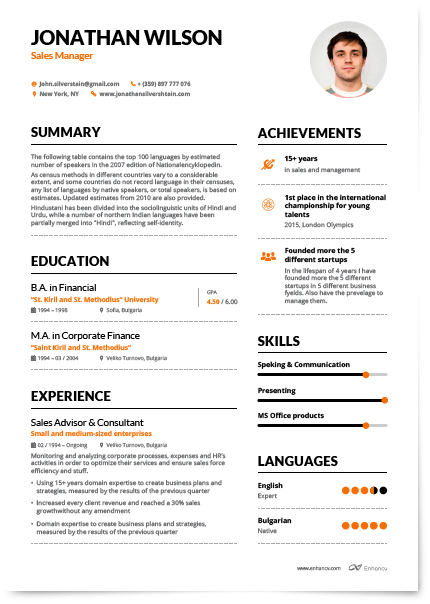 JONATHAN WILSON
Sales Manager
John.silverstain@gmail.com
+ (359) 897 777 076
New York, NY
www.jonathansilvershtain.com
SUMMARY
The following table contains the top 100 languages by estimated
number of speakers in the 2007 edition of Nationalencyklopedin.
As census methods in different countries vary to a considerable
extent, and some countries do not record language in their censuses,
any list of languages by native speakers, or total speakers, is based on
estimates. Updated estimates from 2010 are also provided.
Hindustani has been divided into the sociolinguistic units of Hindi and
Urdu, while a number of northern Indian languages have been
partially merged into "Hindi", reflecting self-identity.
EDUCATION
B.A. in Financial
"St. Kiril and St. Methodius" University
1994 – 1998
Sofia, Bulgaria
GPA
4.50 / 6.00
M.A. in Corporate Finance
"Saint Kiril and St. Methodius"
1994 – 03 / 2004
Veliko Turnovo, Bulgaria
EXPERIENCE
Sales Advisor & Consultant
Small and medium-sized enterprises
02 / 1994 – Ongoing
Veliko Turnovo, Bulgaria
Monitoring and analyzing corporate processes, expenses and HR's
activities in order to optimize their services and ensure sales force
efficiency and stuff.
• Using 15+ years domain expertize to create business plans and
strategies, measured by the results of the previous quarter
• Increased every client revenue and reached a 30% sales
growthwithout any amendment
• Domain expertize to create business plans and strategies,
measured by the results of the previous quarter
ACHIEVEMENTS
15+ years
in sales and management
1st place in the international
championship for young
talents
2015, London Olympics
Founded more the 5
different startups
In the lifespan of 4 years I have
founded more the 5 different
startups in 5 different business
fyelds. Also have the prevelage to
manage them.
SKILLS
Speking & Communication
Presenting
MS Office products
LANGUAGES
English
Expert
Bulgarian
Native
www.enhancv.com
Enhancv